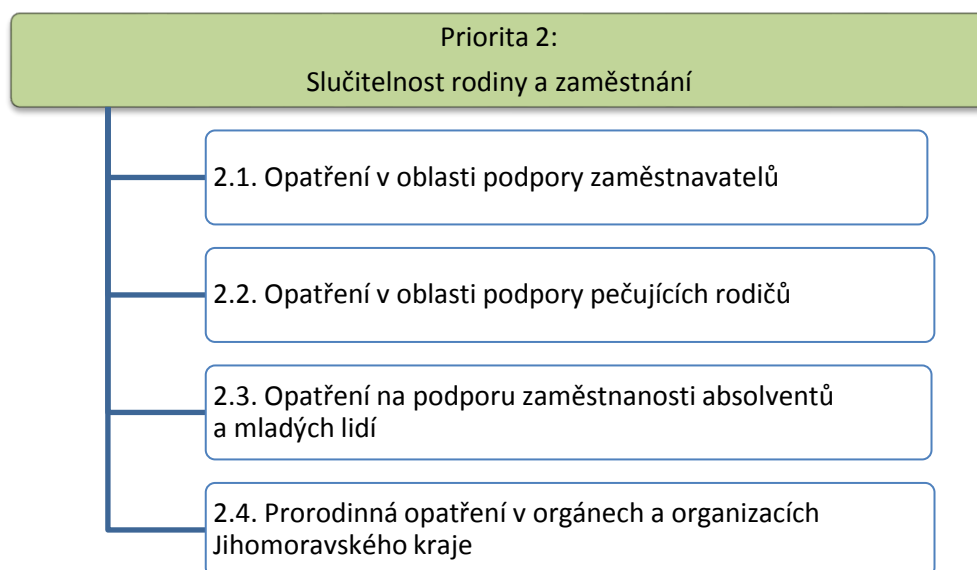 Priorita 2:
Slučitelnost rodiny a zaměstnání
2.1. Opatření v oblasti podpory zaměstnavatelů
2.2. Opatření v oblasti podpory pečujících rodičů
2.3. Opatření na podporu zaměstnanosti absolventů
a mladých lidí
2.4. Prorodinná opatření v orgánech a organizacích
Jihomoravského kraje